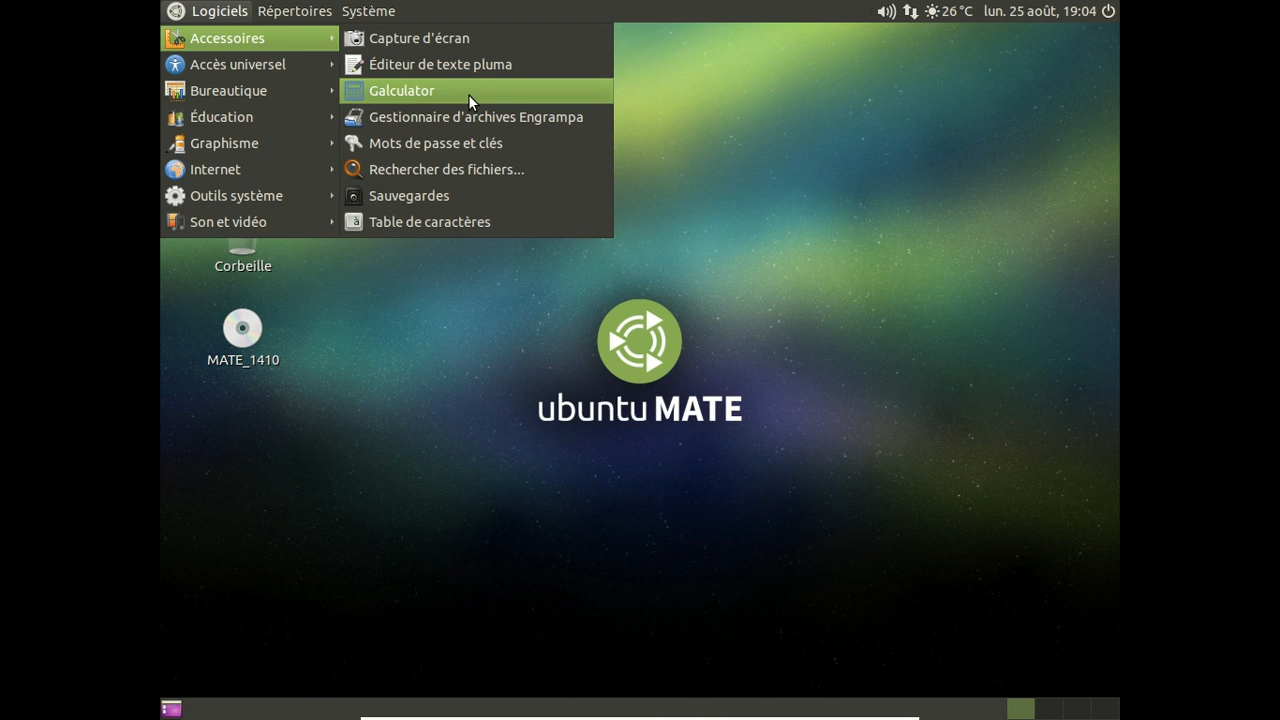 Logiciels Répertoires Système 26 °C lun. 25 août, 19:04
Accessoires
Accès universel
Bureautique
Éducation
Graphisme
Internet
Outils système
Son et vidéo
Capture d'écran
Éditeur de texte pluma
Galculator
Gestionnaire d'archives Engrampa
Mots de passe et clés
Rechercher des fichiers...
Sauvegardes
Table de caractères
Corbeille
MATE_1410
ubuntu MATE